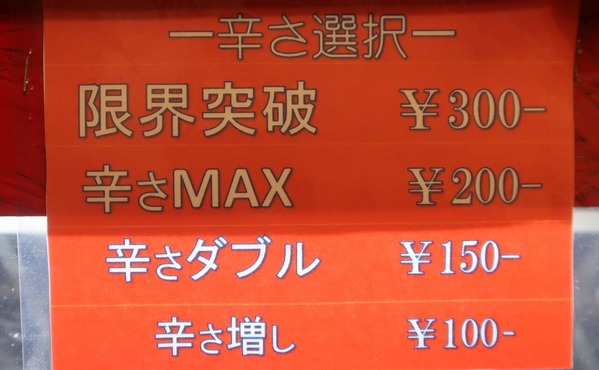 ー辛さ選択ー
限界突破 ￥300-
辛さMAX ￥200-
辛さダブル ￥150-
辛さ増し ￥100-